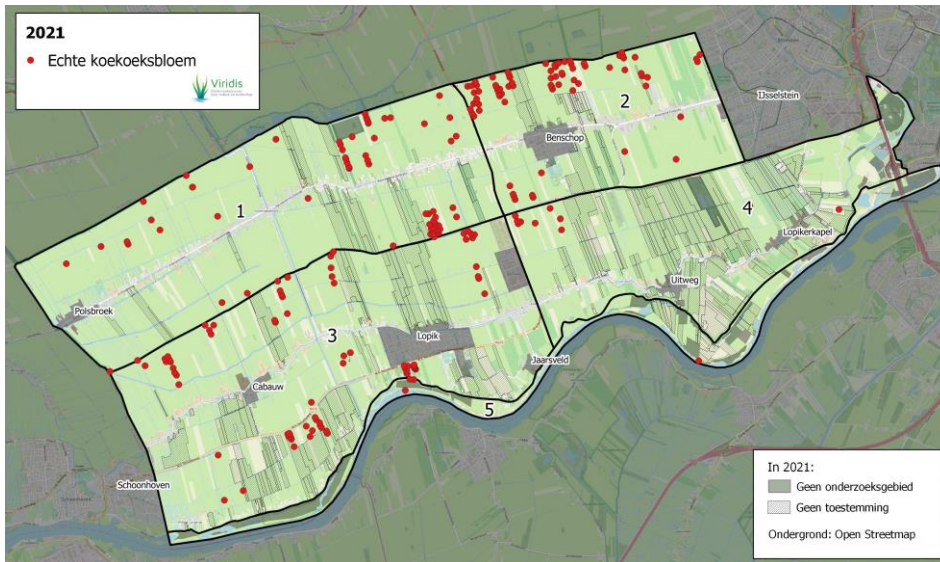 2021
Echte koekoeksbloem
Viridis
IJsselstein
2
Benschop
1
4
Lopikerkapel
Uitweg
Polsbroek
3
Lopik
Jaarsveld
Cabauw
5
Schoonhoven
In 2021:
Geen onderzoeksgebied
Geen toestemming
Ondergrond: Open Streetmap